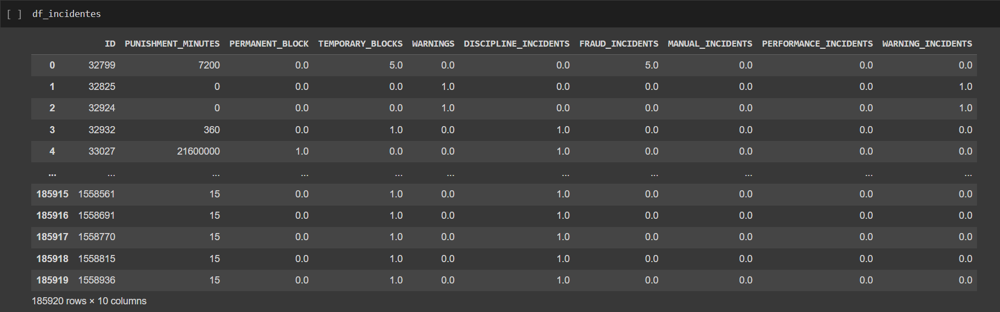 [ ] df_incidentes
ID PUNISHMENT_MINUTES PERMANENT_BLOCK TEMPORARY_BLOCKS WARNINGS DISCIPLINE_INCIDENTS FRAUD_INCIDENTS MANUAL_INCIDENTS PERFORMANCE_INCIDENTS WARNING_INCIDENTS
0 32799 7200 0.0 5.0 0.0 0.0 5.0 0.0 0.0 0.0
1 32825 0 0.0 0.0 1.0 0.0 0.0 0.0 0.0 1.0
2 32924 0 0.0 0.0 1.0 0.0 0.0 0.0 0.0 1.0
3 32932 360 0.0 1.0 0.0 1.0 0.0 0.0 0.0 0.0
4 33027 21600000 1.0 0.0 0.0 1.0 0.0 0.0 0.0 0.0
... ... ... ... ... ... ... ... ... ... ...
185915 1558561 15 0.0 1.0 0.0 1.0 0.0 0.0 0.0 0.0
185916 1558691 15 0.0 1.0 0.0 1.0 0.0 0.0 0.0 0.0
185917 1558770 15 0.0 1.0 0.0 1.0 0.0 0.0 0.0 0.0
185918 1558815 15 0.0 1.0 0.0 1.0 0.0 0.0 0.0 0.0
185919 1558936 15 0.0 1.0 0.0 1.0 0.0 0.0 0.0 0.0
185920 rows × 10 columns